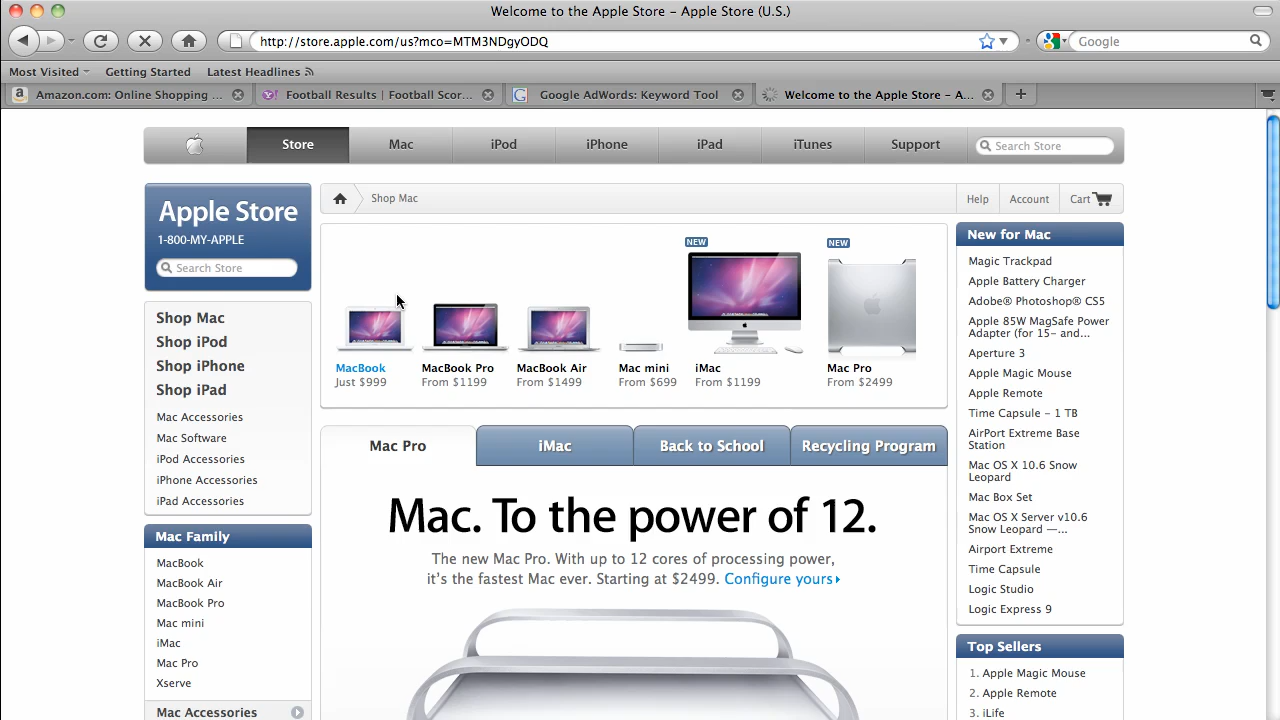 Welcome to the Apple Store – Apple Store (U.S.)
http://store.apple.com/us?mco=MTM3NDgyODQ
Google
Most Visited
Getting Started
Latest Headlines
Amazon.com: Online Shopping ...
Football Results | Football Scor...
Google AdWords: Keyword Tool
Welcome to the Apple Store – A...
Store
Mac
iPod
iPhone
iPad
iTunes
Support
Search Store
Apple Store
1-800-MY-APPLE
Search Store
Shop Mac
Shop iPod
Shop iPhone
Shop iPad
Mac Accessories
Mac Software
iPod Accessories
iPhone Accessories
iPad Accessories
Mac Family
MacBook
MacBook Air
MacBook Pro
Mac mini
iMac
Mac Pro
Xserve
Mac Accessories
Shop Mac
Help
Account
Cart
NEW
NEW
MacBook
Just $999
MacBook Pro
From $1199
MacBook Air
From $1499
Mac mini
From $699
iMac
From $1199
Mac Pro
From $2499
Mac Pro
iMac
Back to School
Recycling Program
Mac. To the power of 12.
The new Mac Pro. With up to 12 cores of processing power,
it's the fastest Mac ever. Starting at $2499. Configure yours
New for Mac
Magic Trackpad
Apple Battery Charger
Adobe® Photoshop® CS5
Apple 85W MagSafe Power
Adapter (for 15– and...
Aperture 3
Apple Magic Mouse
Apple Remote
Time Capsule – 1 TB
AirPort Extreme Base
Station
Mac OS X 10.6 Snow
Leopard
Mac Box Set
Mac OS X Server v10.6
Snow Leopard —...
Airport Extreme
Time Capsule
Logic Studio
Logic Express 9
Top Sellers
1. Apple Magic Mouse
2. Apple Remote
3. iLife